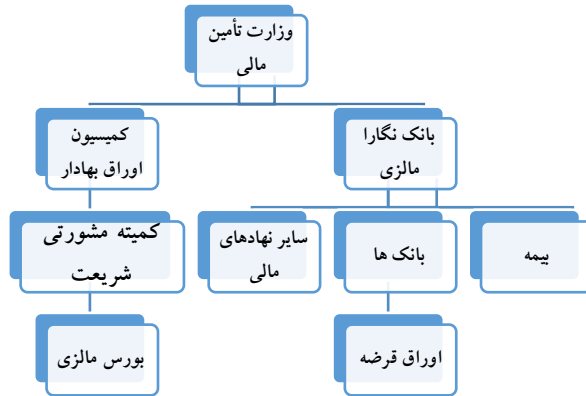 وزارت تأمین
مالی
بانک نگارا
مالزی
کمیسیون
اوراق بهادار
بیمه
بانک ها
سایر نهادهای
مالی
کمیته مشورتی
شریعت
اوراق قرضه
بورس مالزی